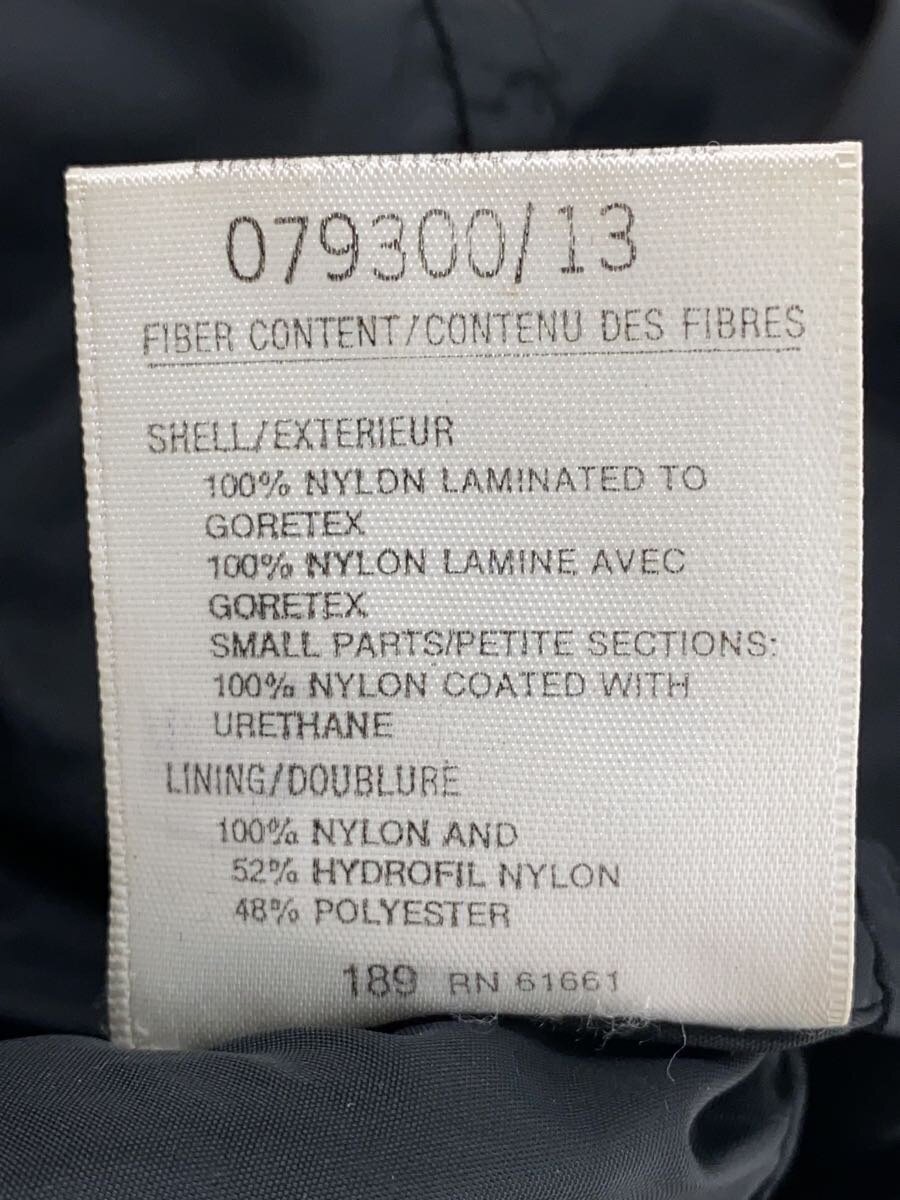 079300/13
FIBER CONTENT/CONTENU DES FIBRES
SHELL/EXTERIEUR
100% NYLON LAMINATED TO
GORETEX
100% NYLON LAMINE AVEC
GORETEX
SMALL PARTS/PETITE SECTIONS:
100% NYLON COATED WITH
URETHANE
LINING/DOUBLURE
100% NYLON AND
52% HYDROFIL NYLON
48% POLYESTER
189 RN 61661